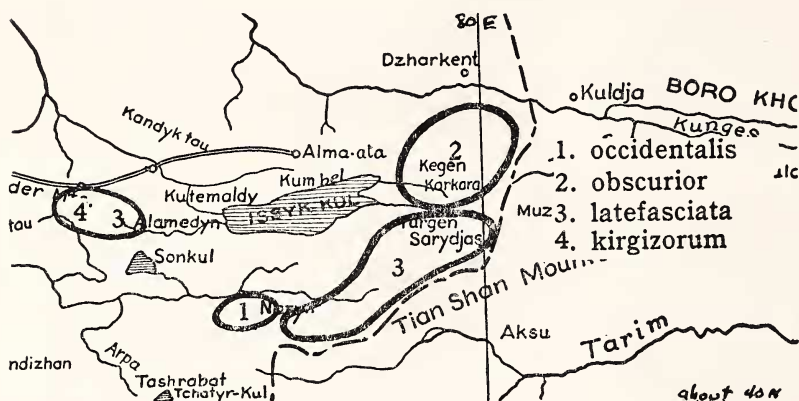 80 E
Dzharkent
Kuldja
BORO KHO
Kunges
Kandyk tau
Alma-ata
2
1. occidentalis
Kegen
Karkara
2. obscurior
Kum bel
Kutemaldy
der
4
3
Alamedyn
ISSYK-KUL
Muz
3. latefasciata
tau
Turgen
Sarydjas
4. kirgizorum
Sonkul
3
1
Tian Shan
Aksu
Tarim
Arpa
ndizhan
Tashrabat
Tchatyr-Kul
about 40 N